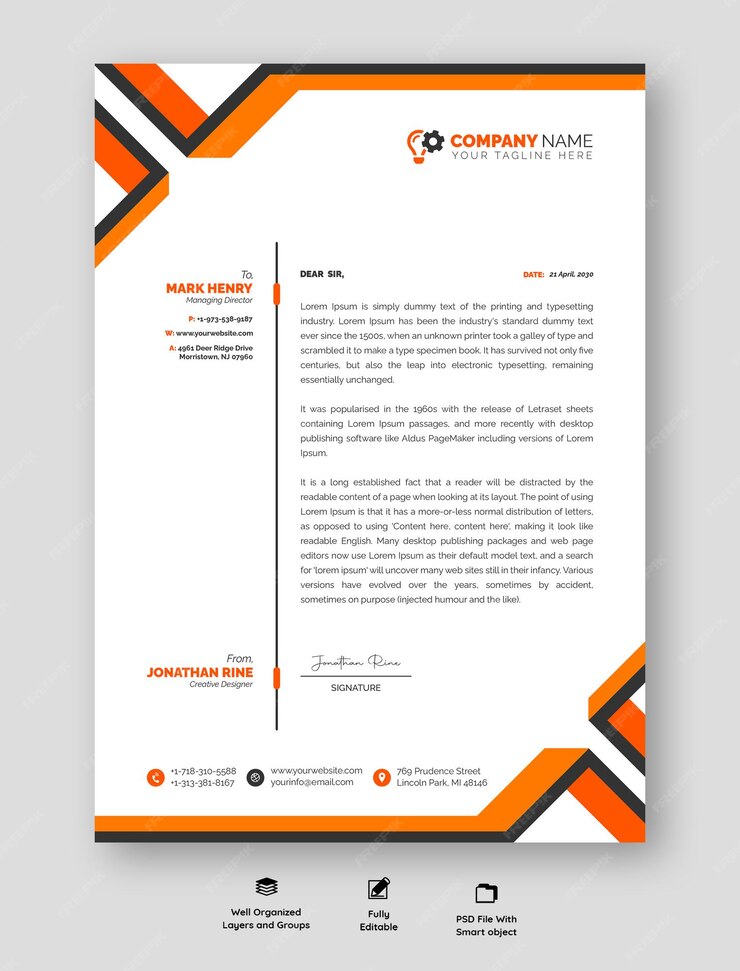 COMPANY NAME
YOUR TAGLINE HERE
To,
MARK HENRY
Managing Director
P: +1-973-538-9187
W: www.yourwebsite.com
A: 4961 Deer Ridge Drive
Morristown, NJ 07960
DEAR SIR,
DATE: 21 April, 2030
Lorem Ipsum is simply dummy text of the printing and typesetting
industry. Lorem Ipsum has been the industry's standard dummy text
ever since the 1500s, when an unknown printer took a galley of type and
scrambled it to make a type specimen book. It has survived not only five
centuries, but also the leap into electronic typesetting, remaining
essentially unchanged.
It was popularised in the 1960s with the release of Letraset sheets
containing Lorem Ipsum passages, and more recently with desktop
publishing software like Aldus PageMaker including versions of Lorem
Ipsum.
It is a long established fact that a reader will be distracted by the
readable content of a page when looking at its layout. The point of using
Lorem Ipsum is that it has a more-or-less normal distribution of letters,
as opposed to using 'Content here, content here', making it look like
readable English. Many desktop publishing packages and web page
editors now use Lorem Ipsum as their default model text, and a search
for 'lorem ipsum' will uncover many web sites still in their infancy. Various
versions have evolved over the years, sometimes by accident,
sometimes on purpose (injected humour and the like).
From,
JONATHAN RINE
Creative Designer
Jonathan Rine
SIGNATURE
+1-718-310-5588
+1-313-381-8167
www.yourwebsite.com
yourinfo@email.com
769 Prudence Street
Lincoln Park, MI 48146
Well Organized
Layers and Groups
Fully
Editable
PSD File With
Smart object